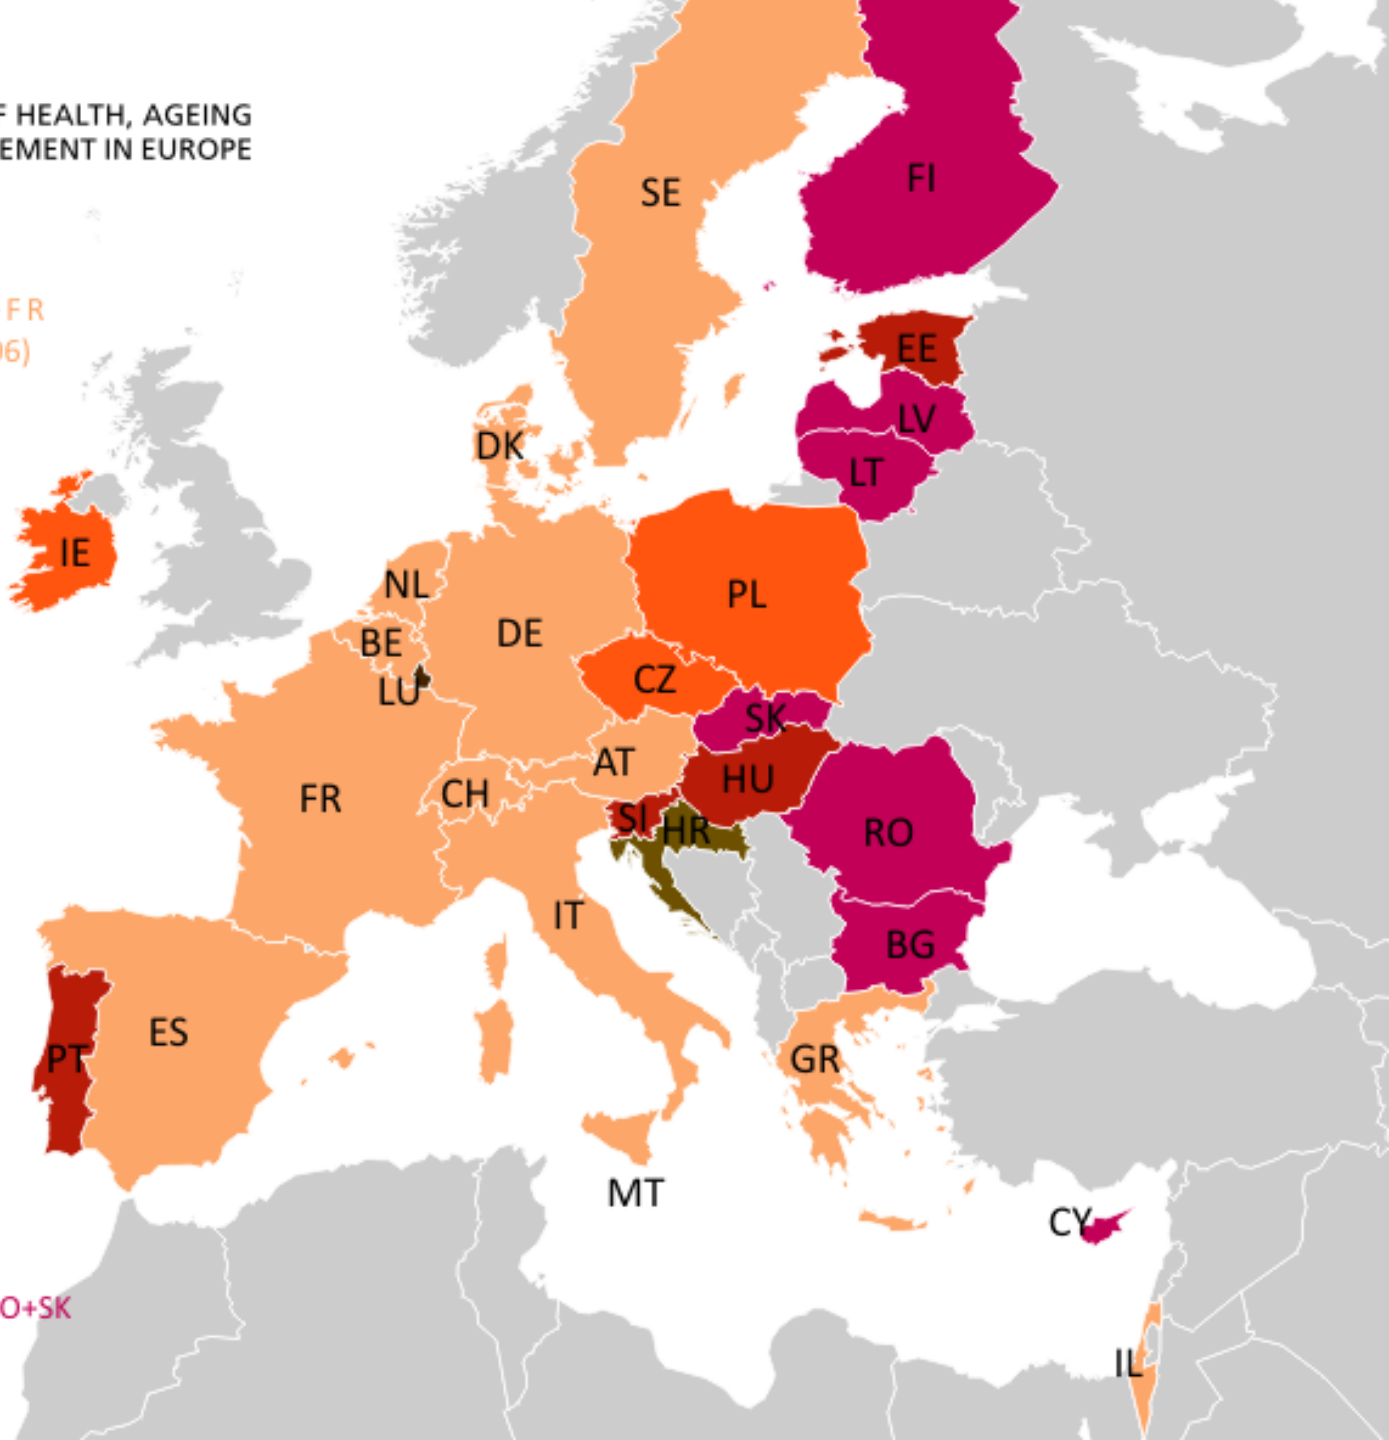 F HEALTH, AGEING
EMENT IN EUROPE
SE
FI
F R
06)
EE
LV
DK
LT
IE
NL
PL
DE
BE
CZ
LU
SK
AT
HU
FR
CH
SI
HR
RO
IT
BG
ES
PT
GR
MT
CY
O+SK
IL